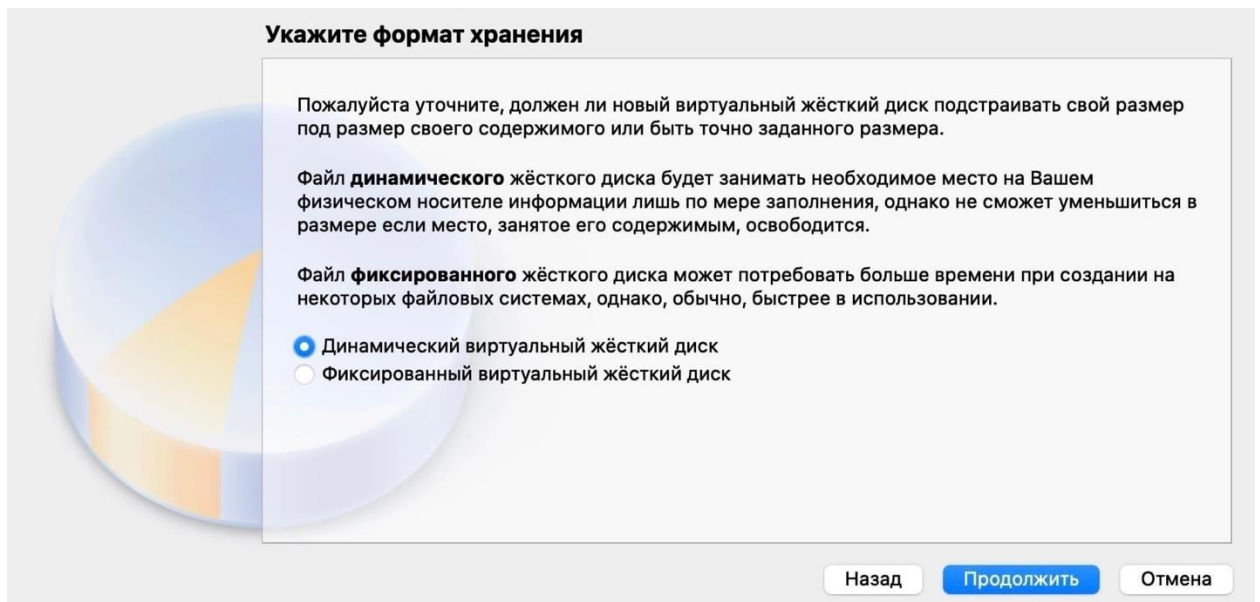 Укажите формат хранения
Пожалуйста уточните, должен ли новый виртуальный жёсткий диск подстраивать свой размер
под размер своего содержимого или быть точно заданного размера.
Файл динамического жёсткого диска будет занимать необходимое место на Вашем
физическом носителе информации лишь по мере заполнения, однако не сможет уменьшиться в
размере если место, занятое его содержимым, освободится.
Файл фиксированного жёсткого диска может потребовать больше времени при создании на
некоторых файловых системах, однако, обычно, быстрее в использовании.
Динамический виртуальный жёсткий диск
Фиксированный виртуальный жёсткий диск
Назад Продолжить Отмена